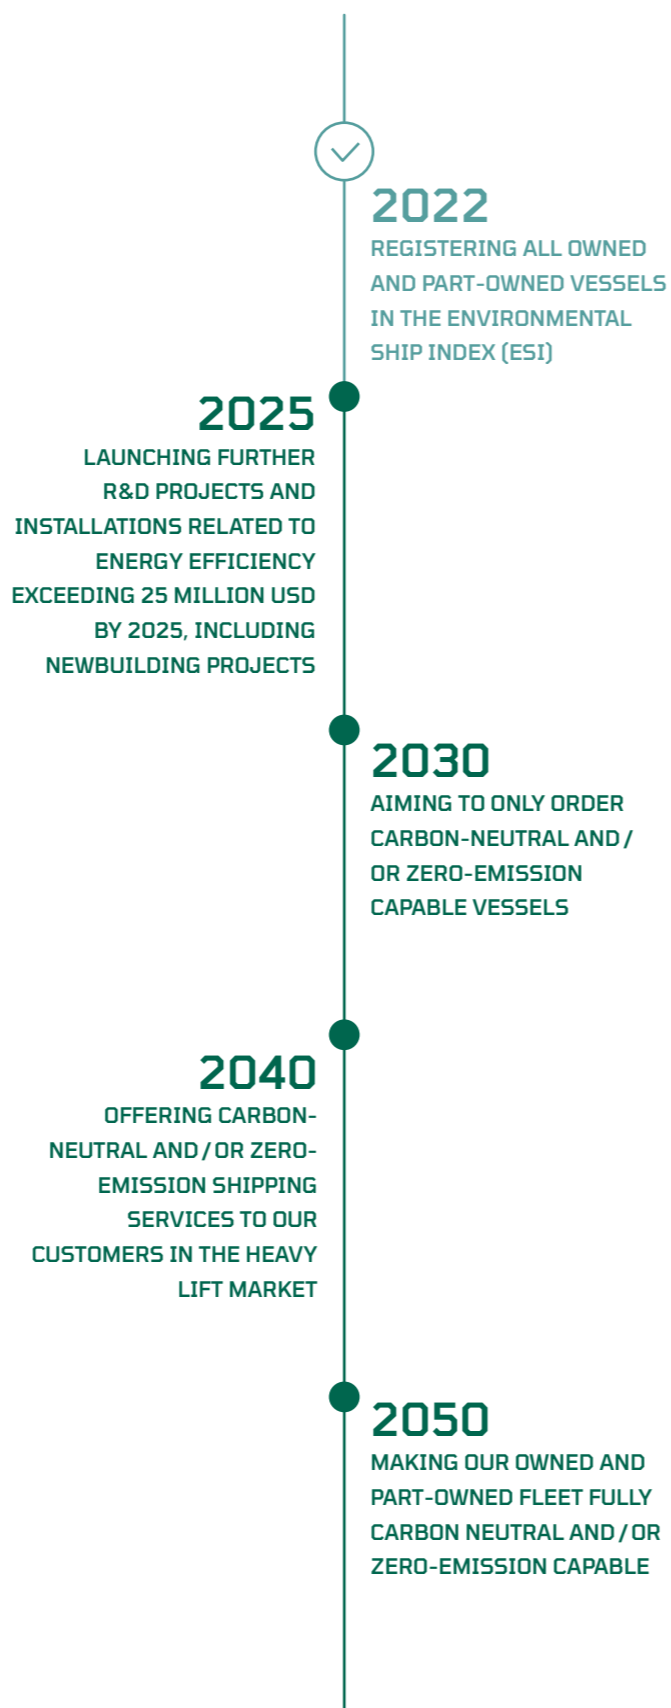 2022
REGISTERING ALL OWNED
AND PART-OWNED VESSELS
IN THE ENVIRONMENTAL
SHIP INDEX (ESI)
2025
LAUNCHING FURTHER
R&D PROJECTS AND
INSTALLATIONS RELATED TO
ENERGY EFFICIENCY
EXCEEDING 25 MILLION USD
BY 2025, INCLUDING
NEWBUILDING PROJECTS
2030
AIMING TO ONLY ORDER
CARBON-NEUTRAL AND /
OR ZERO-EMISSION
CAPABLE VESSELS
2040
OFFERING CARBON-
NEUTRAL AND / OR ZERO-
EMISSION SHIPPING
SERVICES TO OUR
CUSTOMERS IN THE HEAVY
LIFT MARKET
2050
MAKING OUR OWNED AND
PART-OWNED FLEET FULLY
CARBON NEUTRAL AND / OR
ZERO-EMISSION CAPABLE